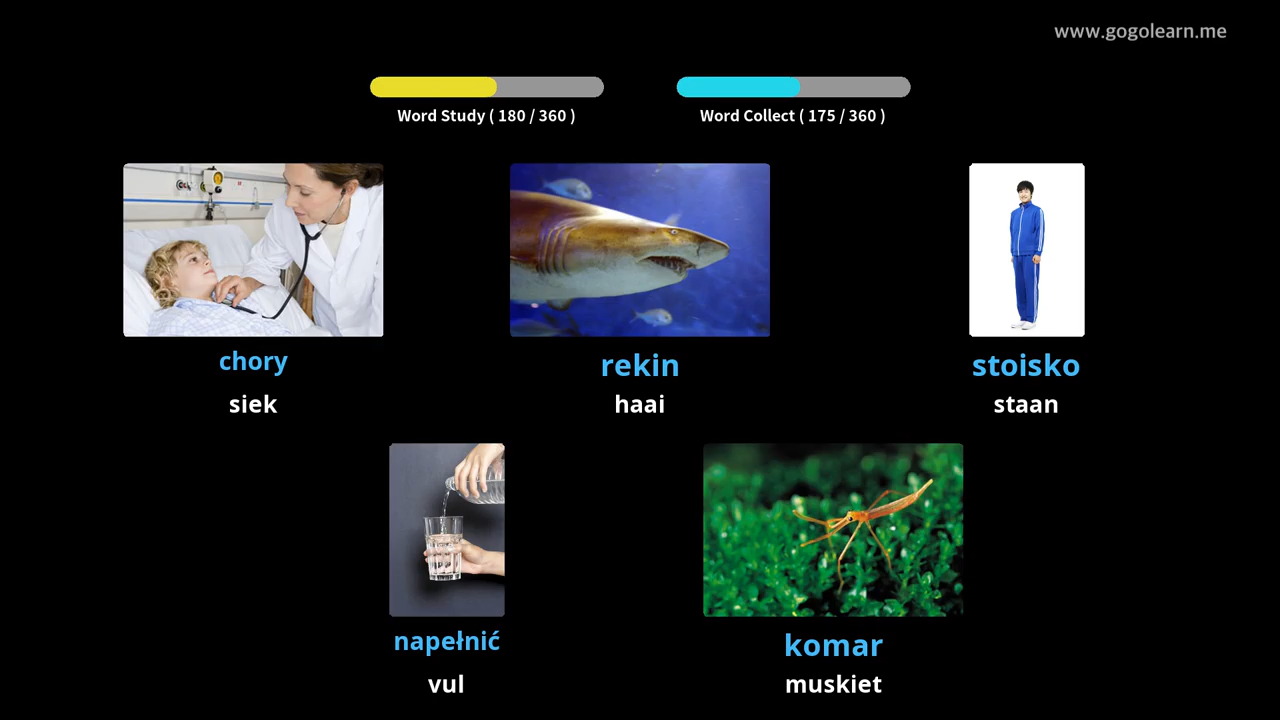 www.gogolearn.me
Word Study ( 180 / 360 )
Word Collect ( 175 / 360 )
chory
siek
rekin
haai
stoisko
staan
napełnić
vul
komar
muskiet